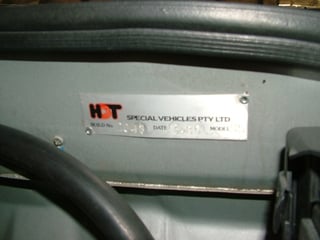 HDT
SPECIAL VEHICLES PTY LTD
BUILD No DATE MODEL